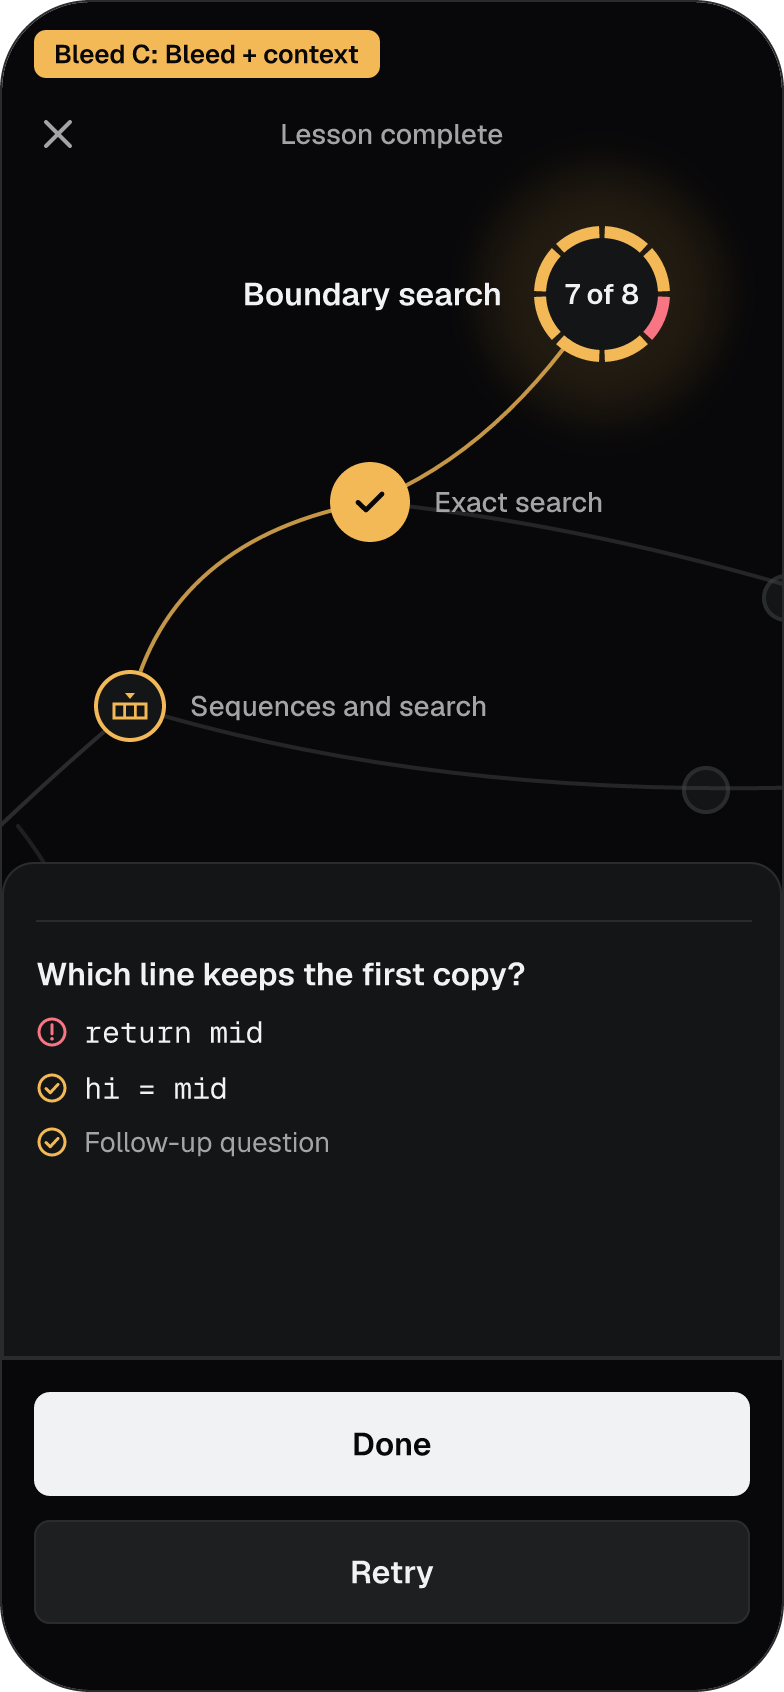 Bleed C: Bleed + context
Lesson complete
Boundary search
7 of 8
Exact search
Sequences and search
Which line keeps the first copy?
return mid
hi = mid
Follow-up question
Done
Retry